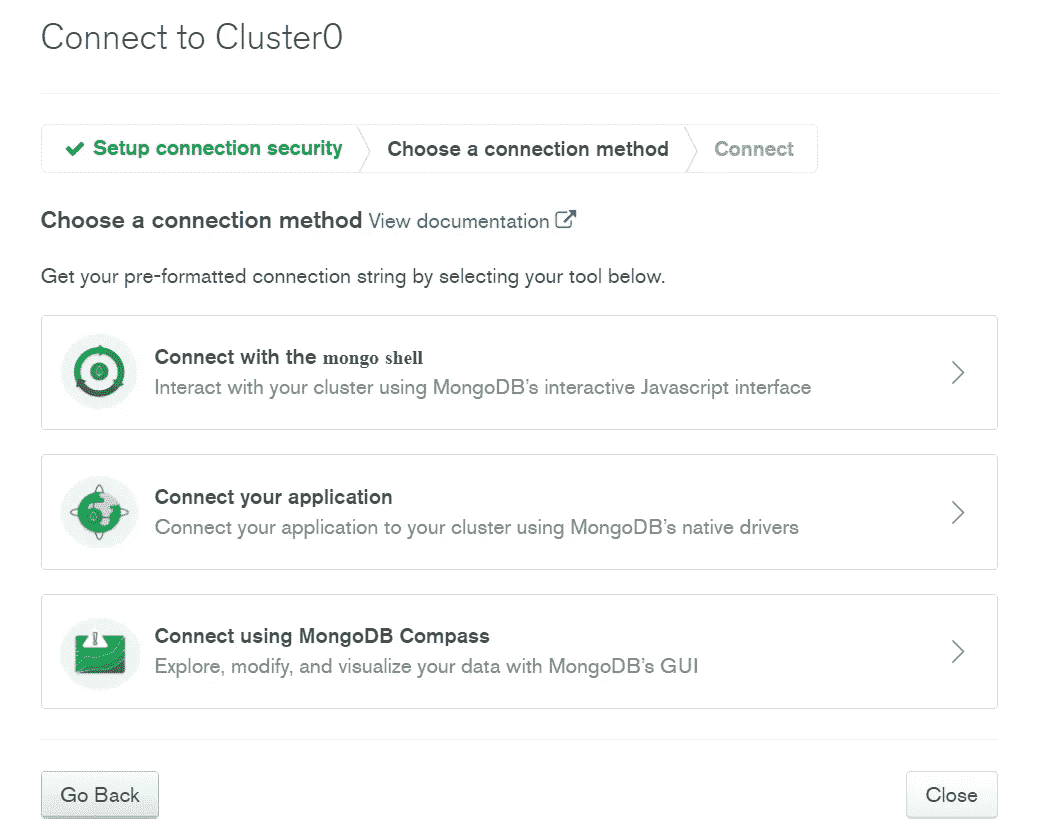 Connect to Cluster0
Setup connection security
Choose a connection method
Connect
Choose a connection method View documentation
Get your pre-formatted connection string by selecting your tool below.
Connect with the mongo shell
Interact with your cluster using MongoDB's interactive Javascript interface
Connect your application
Connect your application to your cluster using MongoDB's native drivers
Connect using MongoDB Compass
Explore, modify, and visualize your data with MongoDB's GUI
Go Back
Close